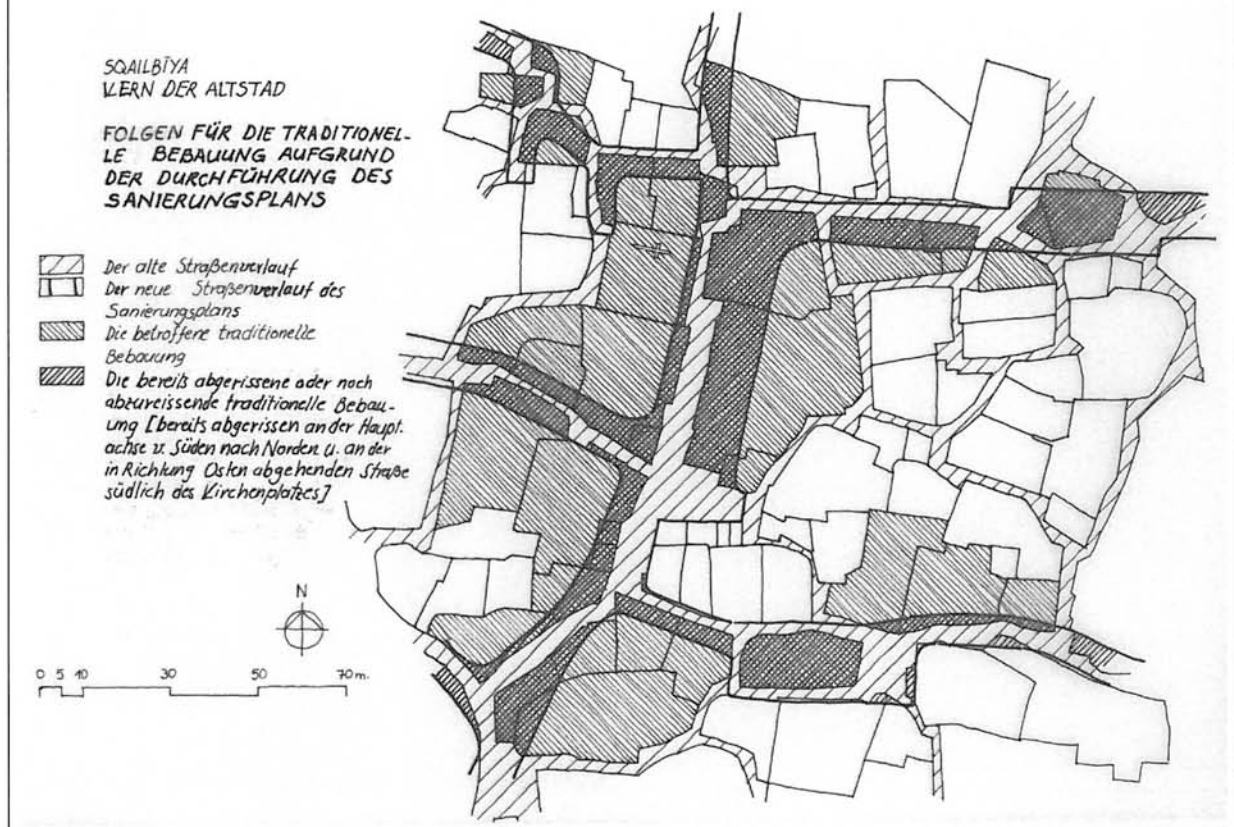 SQAILBĪYA
KERN DER ALTSTAD
FOLGEN FÜR DIE TRADITIONEL-
LE BEBAUUNG AUFGRUND
DER DURCHFÜHRUNG DES
SANIERUNGSPLANS
Der alte Straßenverlauf
Der neue Straßenverlauf des
Sanierungsplans
Die betroffene traditionelle
Bebauung
Die bereits abgerissene oder noch
abzureissende traditionelle Bebau-
ung [bereits abgerissen an der Haupt.
achse v. Süden nach Norden u. an der
in Richtung Osten abgehenden Straße
südlich des Kirchenplatzes]
N
0 5 10 30 50 70 m.